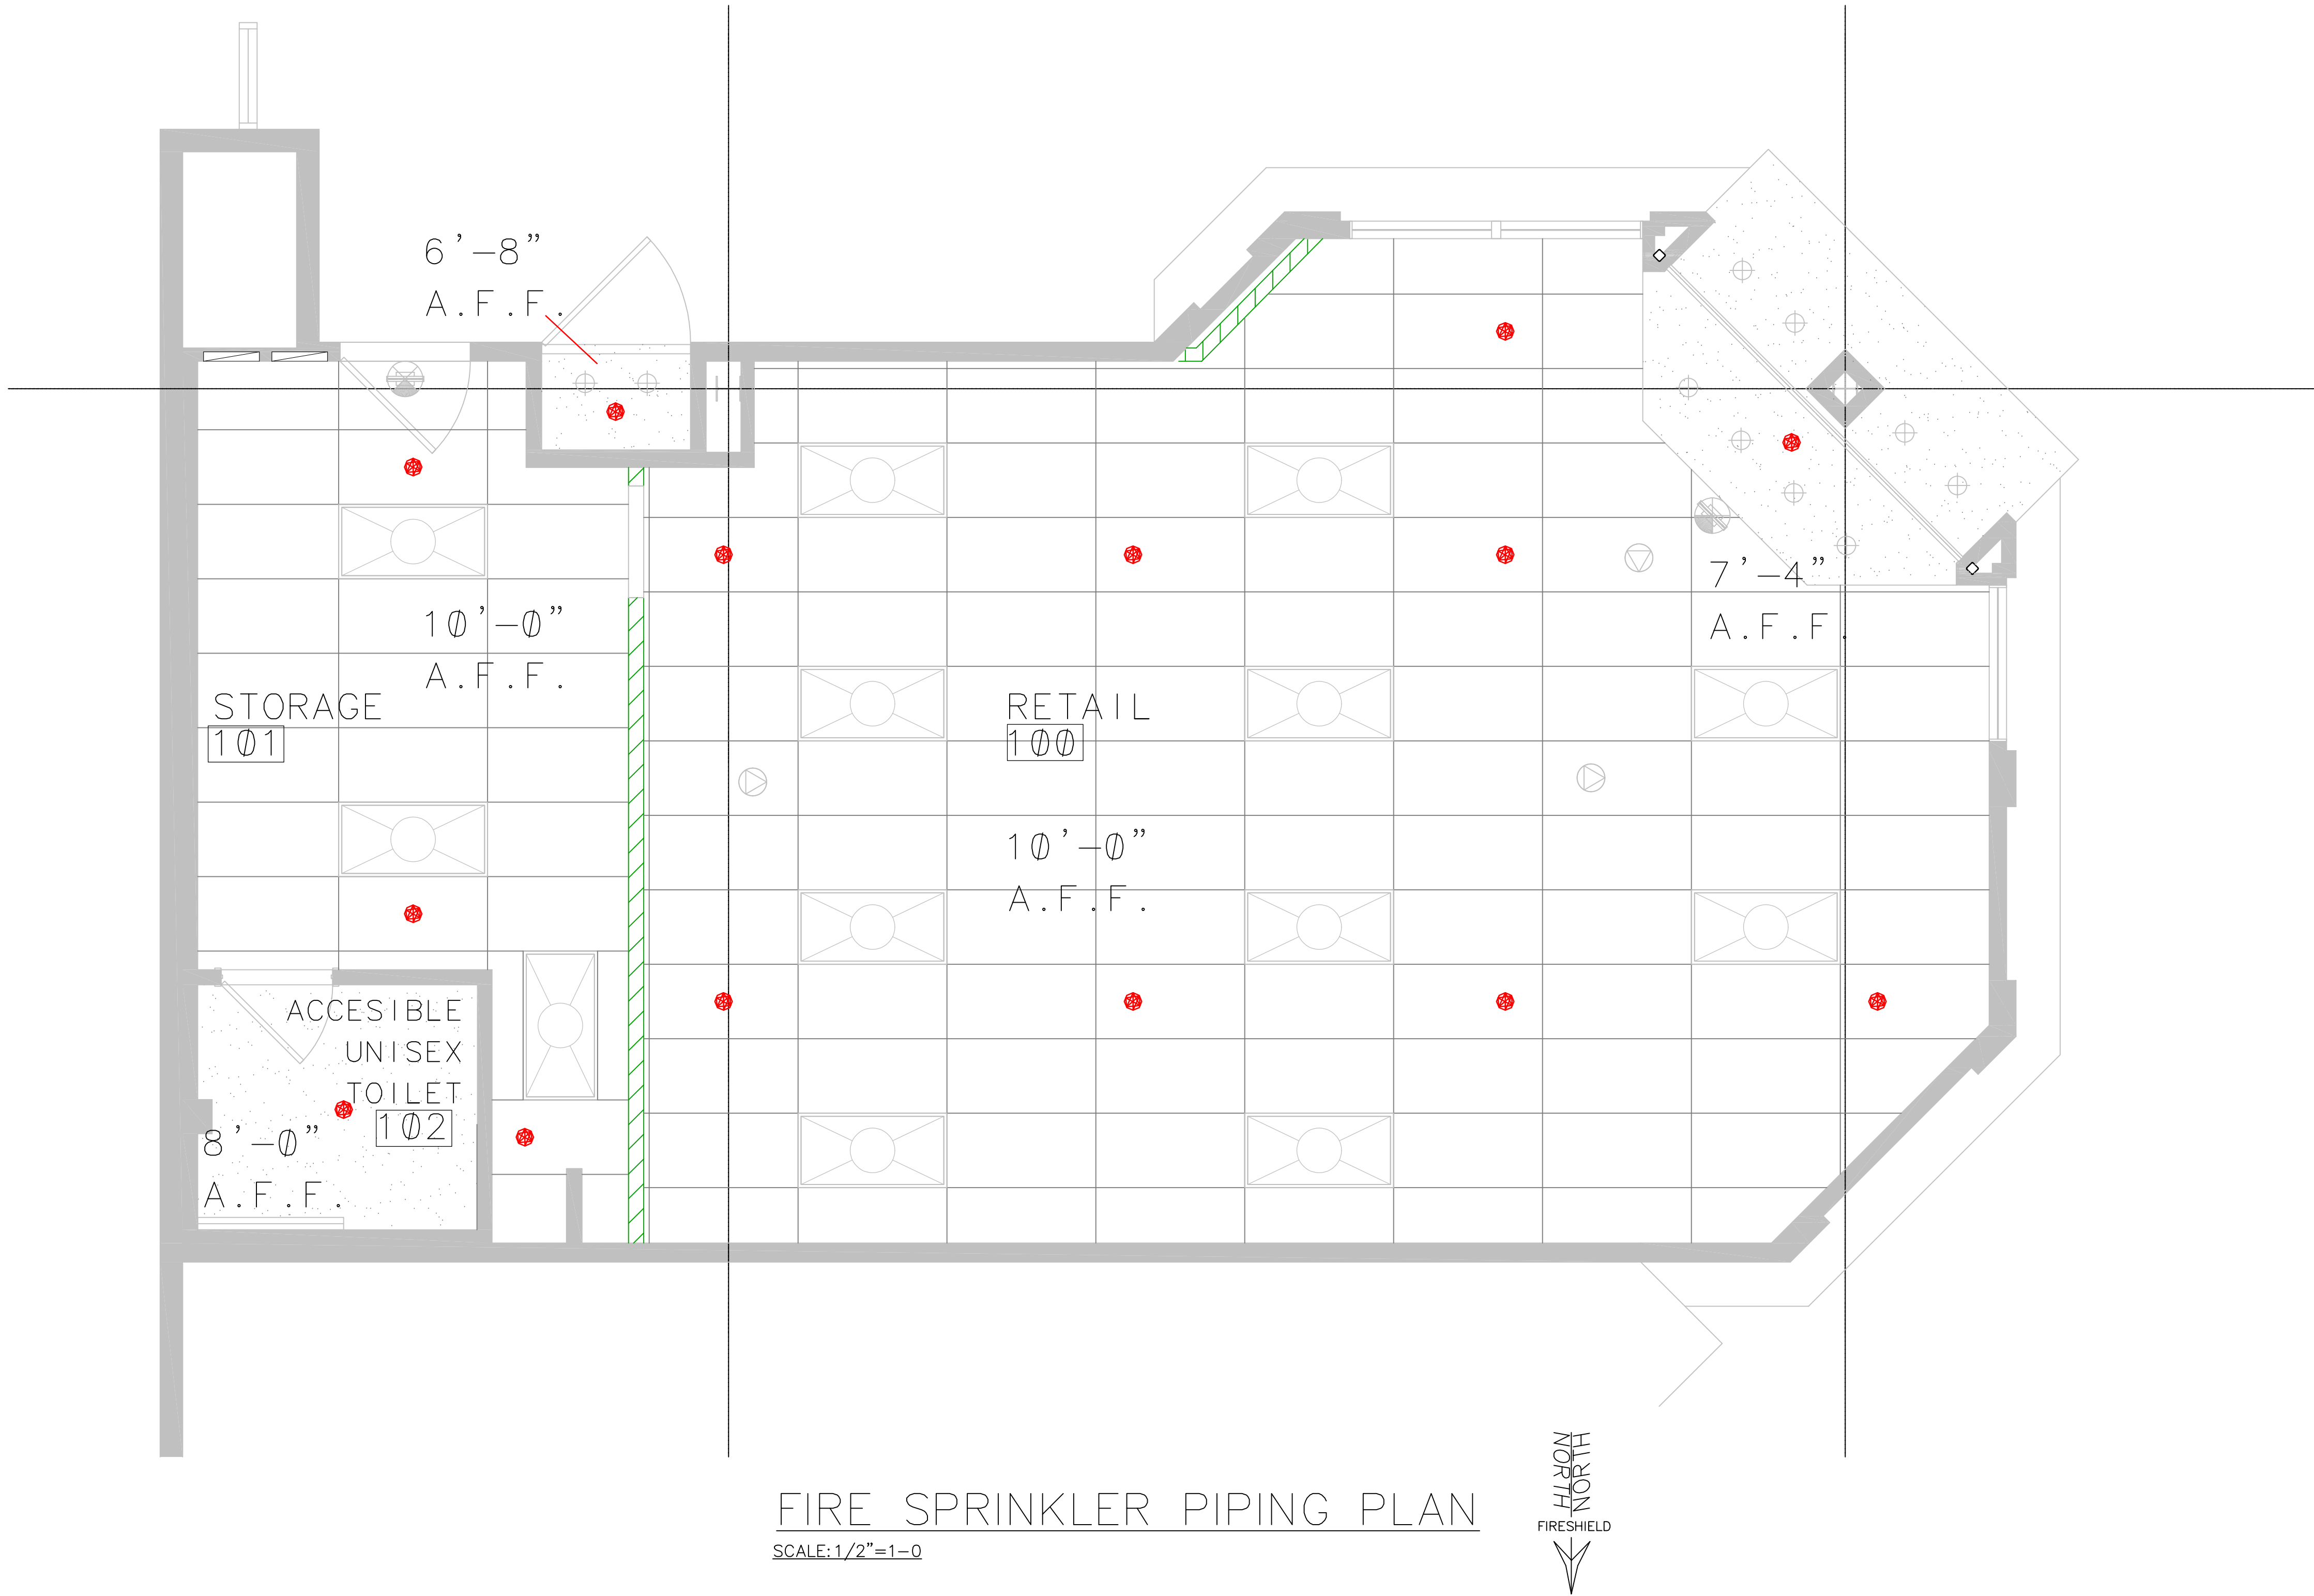 6'-8"
A.F.F.
10'-0"
A.F.F.
STORAGE
101
RETAIL
100
10'-0"
A.F.F.
7'-4"
A.F.F.
ACCESIBLE
UNISEX
TOILET
102
8'-0"
A.F.F.
FIRE SPRINKLER PIPING PLAN
SCALE:1/2"=1-0
NORTH
NORTH
FIRESHIELD